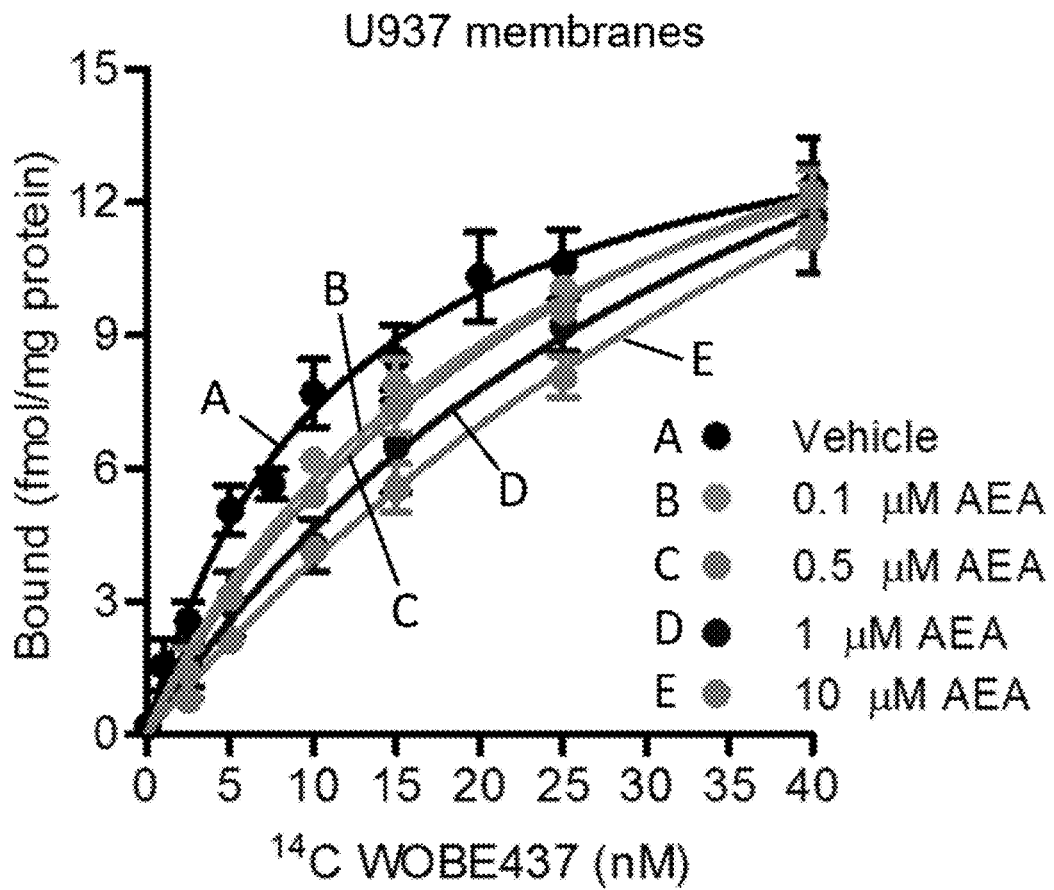 U937 membranes
15
12
9
6
3
0
Bound (fmol/mg protein)
A
B
C
D
E
A Vehicle
B 0.1 μM AEA
C 0.5 μM AEA
D 1 μM AEA
E 10 μM AEA
0 5 10 15 20 25 30 35 40
¹⁴C WOBE437 (nM)